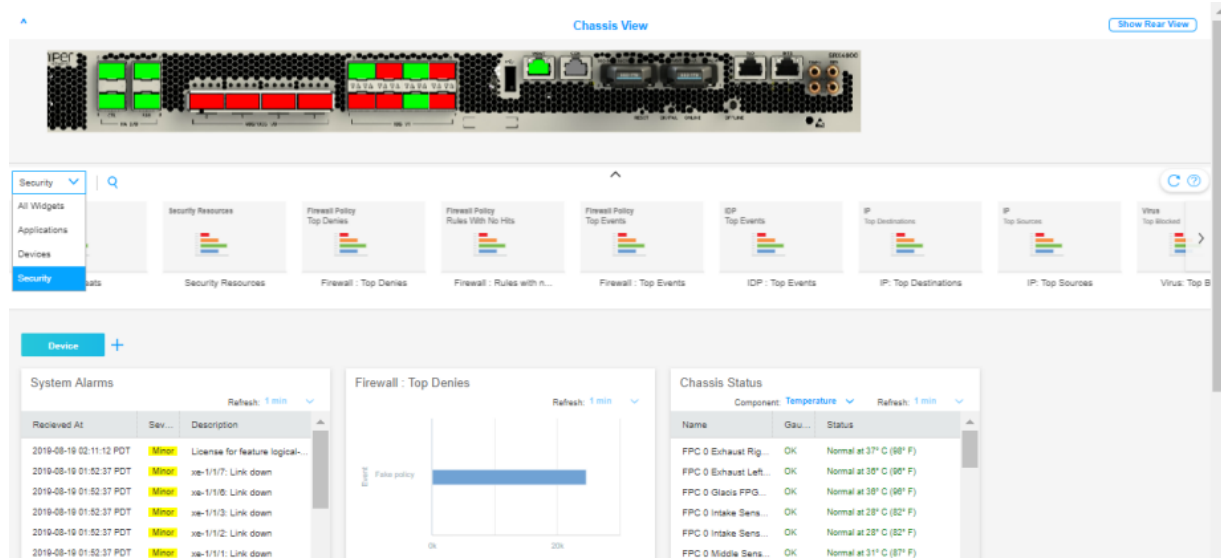 Chassis View
Show Rear View
Security
All Widgets
Applications
Devices
Security
eats
Security Resources
Security Resources
Firewall Policy
Top Denies
Firewall : Top Denies
Firewall Policy
Rules With No Hits
Firewall : Rules with n...
Firewall Policy
Top Events
Firewall : Top Events
IDP
Top Events
IDP : Top Events
IP
Top Destinations
IP: Top Destinations
IP
Top Sources
IP: Top Sources
Virus
Top Blocked
Virus: Top B
Device
System Alarms
Refresh: 1 min
Recieved At Sev... Description
2019-08-19 02:11:12 PDT Minor License for feature logical-...
2019-08-19 01:52:37 PDT Minor xe-1/1/7: Link down
2019-08-19 01:52:37 PDT Minor xe-1/1/6: Link down
2019-08-19 01:52:37 PDT Minor xe-1/1/3: Link down
2019-08-19 01:52:37 PDT Minor xe-1/1/2: Link down
2019-08-19 01:52:37 PDT Minor xe-1/1/1: Link down
Firewall : Top Denies
Refresh: 1 min
Event
Fake policy
0k 20k
Chassis Status
Component: Temperature Refresh: 1 min
Name Gau... Status
FPC 0 Exhaust Rig... OK Normal at 37° C (98° F)
FPC 0 Exhaust Left... OK Normal at 36° C (96° F)
FPC 0 Glacis FPG... OK Normal at 36° C (96° F)
FPC 0 Intake Sens... OK Normal at 28° C (82° F)
FPC 0 Intake Sens... OK Normal at 28° C (82° F)
FPC 0 Middle Sens... OK Normal at 31° C (87° F)